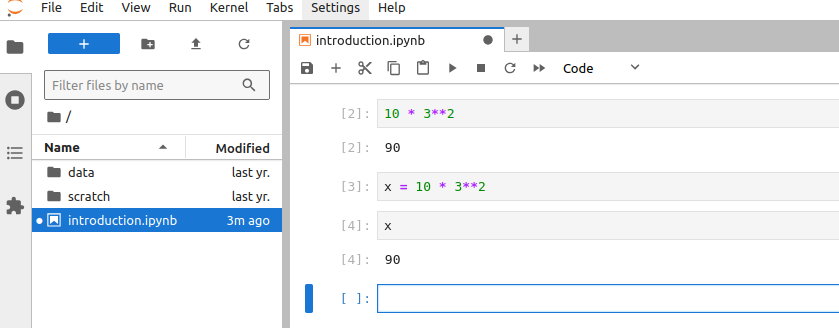 File Edit View Run Kernel Tabs Settings Help
introduction.ipynb
Code
Filter files by name
/
Name Modified
data last yr.
scratch last yr.
introduction.ipynb 3m ago
[2]: 10 * 3**2
[2]: 90
[3]: x = 10 * 3**2
[4]: x
[4]: 90
[ ]: